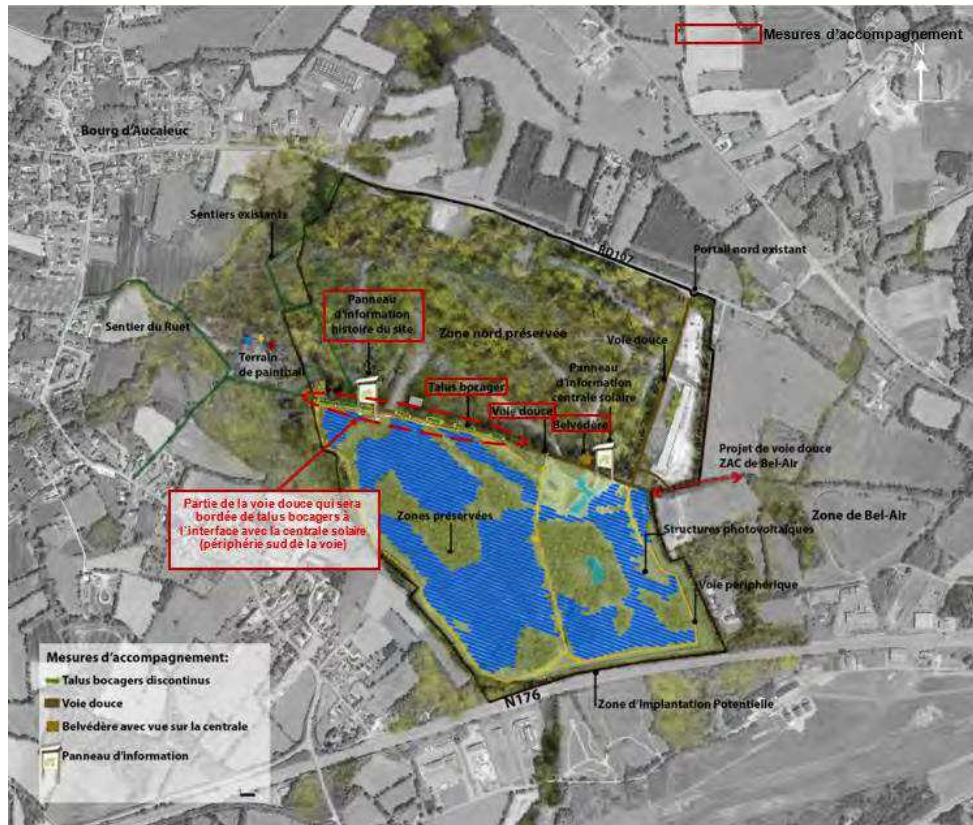 Mesures d'accompagnement
N
Bourg d'Aucaleuc
Sentiers existants
RD107
Portail nord existant
Panneau
d'information
histoire du site
Zone nord préservée
Sentier du Ruet
Voie douce
Terrain
de paintball
Panneau
d'information
centrale solaire
Talus bocager
Voie douce
Belvédère
Projet de voie douce
ZAC de Bel-Air
Partie de la voie douce qui sera
bordée de talus bocagers à
l'interface avec la centrale solaire
(périphérie sud de la voie)
Zones préservées
Zone de Bel-Air
Structures photovoltaïques
Voie périphérique
Mesures d'accompagnement:
Talus bocagers discontinus
Voie douce
Belvédère avec vue sur la centrale
Panneau d'information
N176
Zone d'Implantation Potentielle